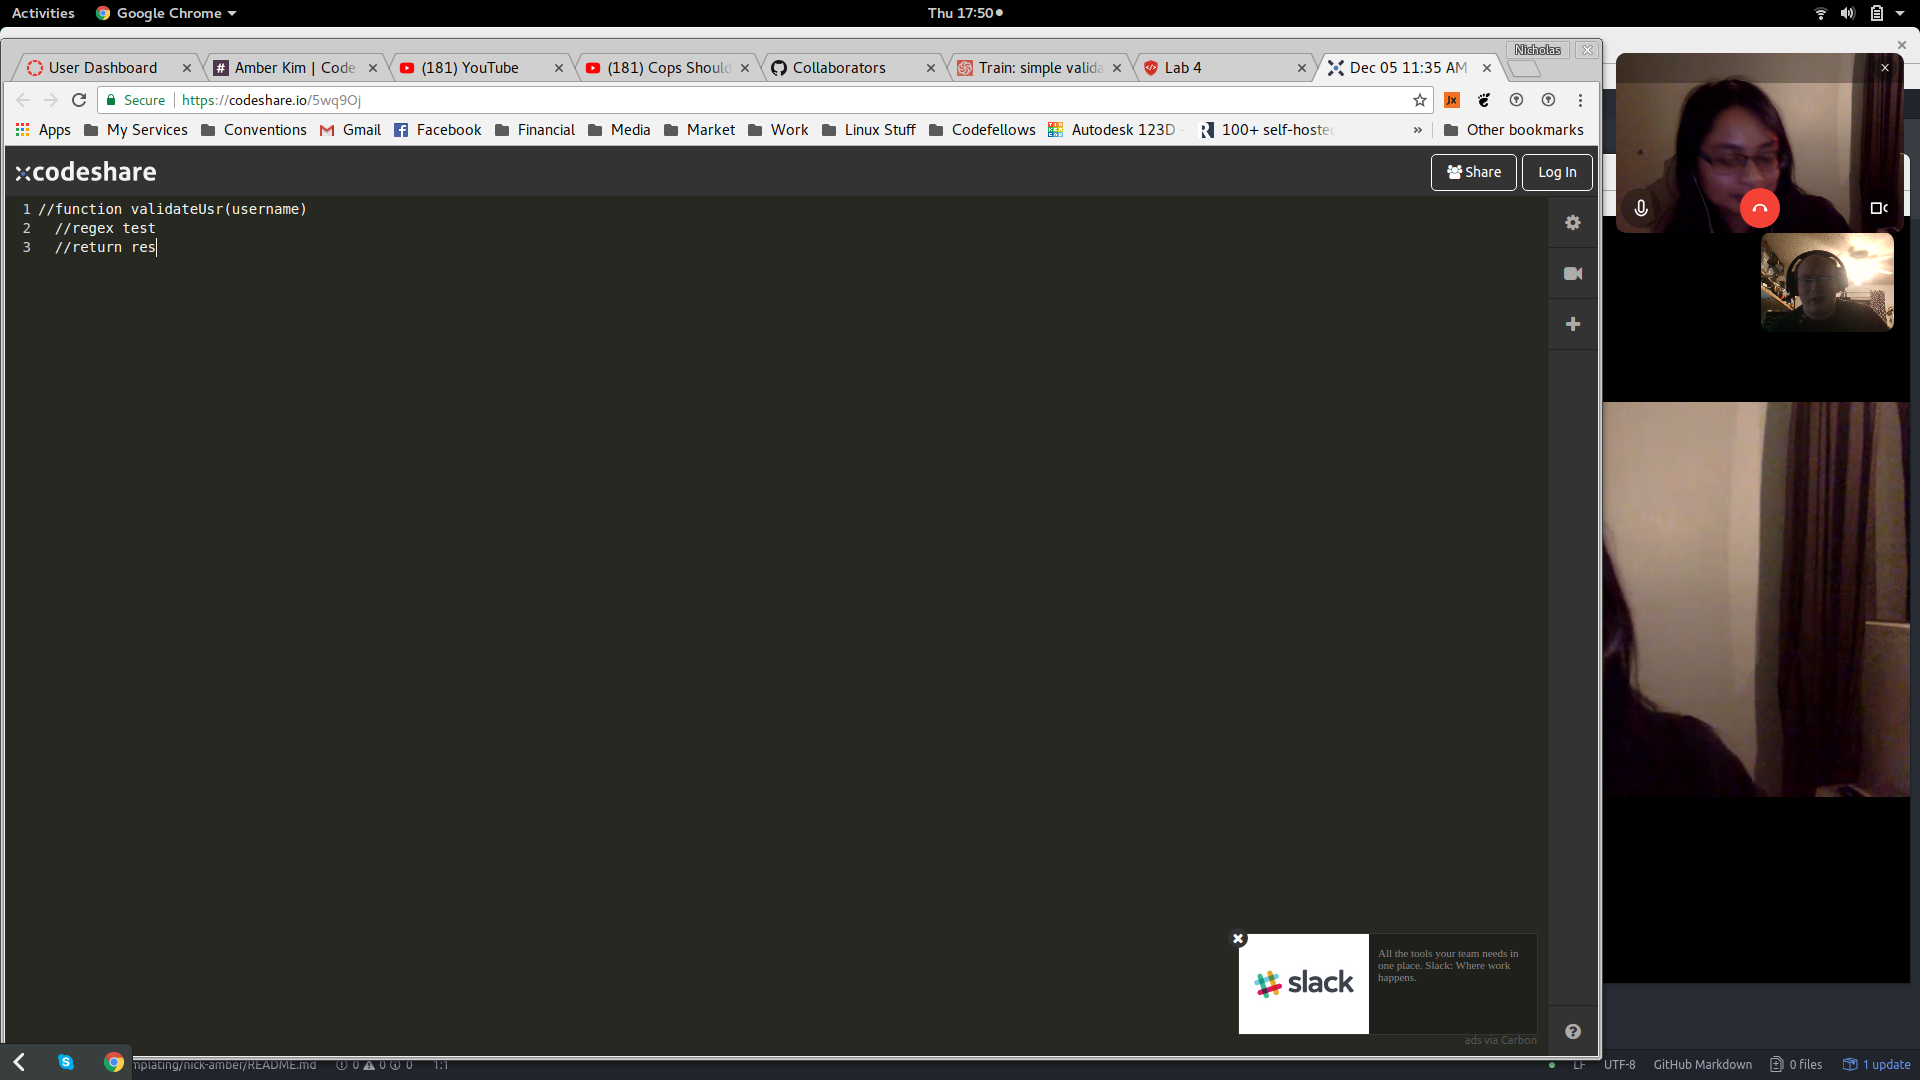 Activities
Google Chrome
Thu 17:50
Nicholas
User Dashboard
Amber Kim | Code
(181) YouTube
(181) Cops Should
Collaborators
Train: simple valida
Lab 4
Dec 05 11:35 AM
Secure
https://codeshare.io/5wq9Oj
Jx
Apps
My Services
Conventions
Gmail
Facebook
Financial
Media
Market
Work
Linux Stuff
Codefellows
Autodesk 123D
100+ self-hosted
»
Other bookmarks
codeshare
Share
Log In
1 //function validateUsr(username)
2 //regex test
3 //return res
slack
All the tools your team needs in
one place. Slack: Where work
happens.
ads via Carbon
mplating/nick-amber/README.md
0 0 0
1:1
LF
UTF-8
GitHub Markdown
0 files
1 update